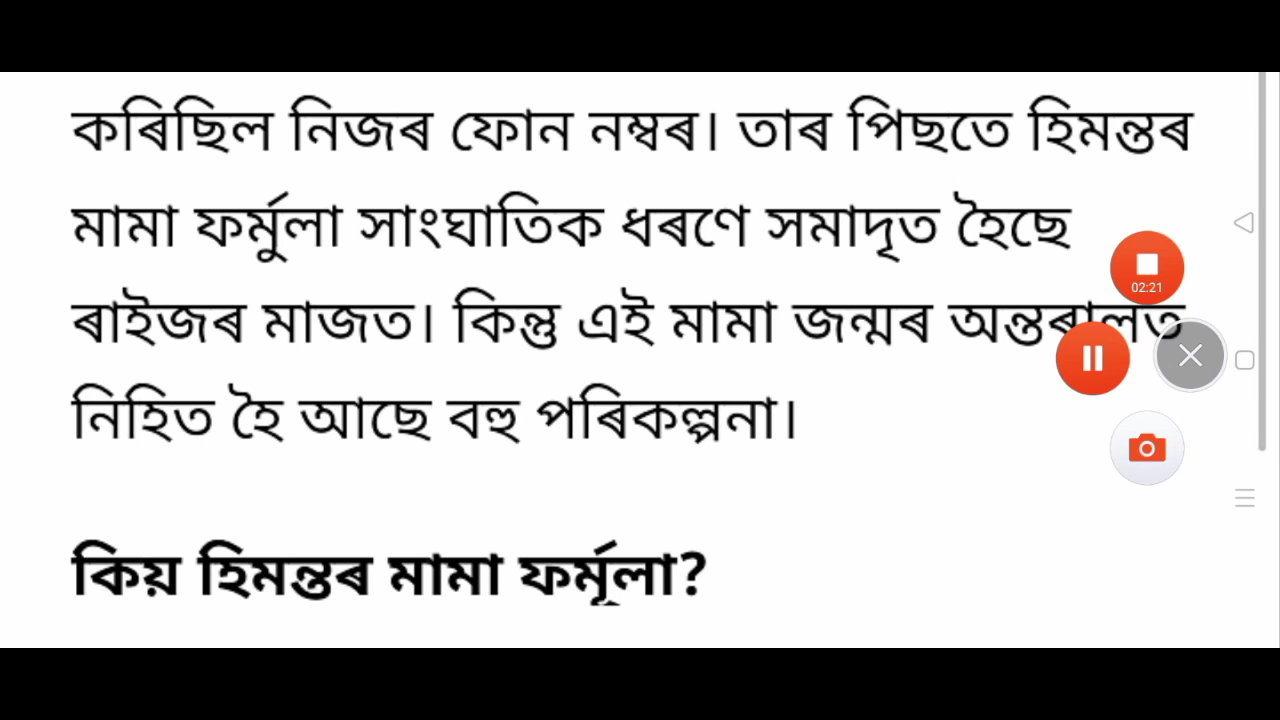 কৰিছিল নিজৰ ফোন নম্বৰ। তাৰ পিছতে হিমন্তৰ
মামা ফৰ্মুলা সাংঘাতিক ধৰণে সমাদৃত হৈছে
ৰাইজৰ মাজত। কিন্তু এই মামা জন্মৰ অন্তৰালত
নিহিত হৈ আছে বহু পৰিকল্পনা।
কিয় হিমন্তৰ মামা ফৰ্মূলা?
02:21